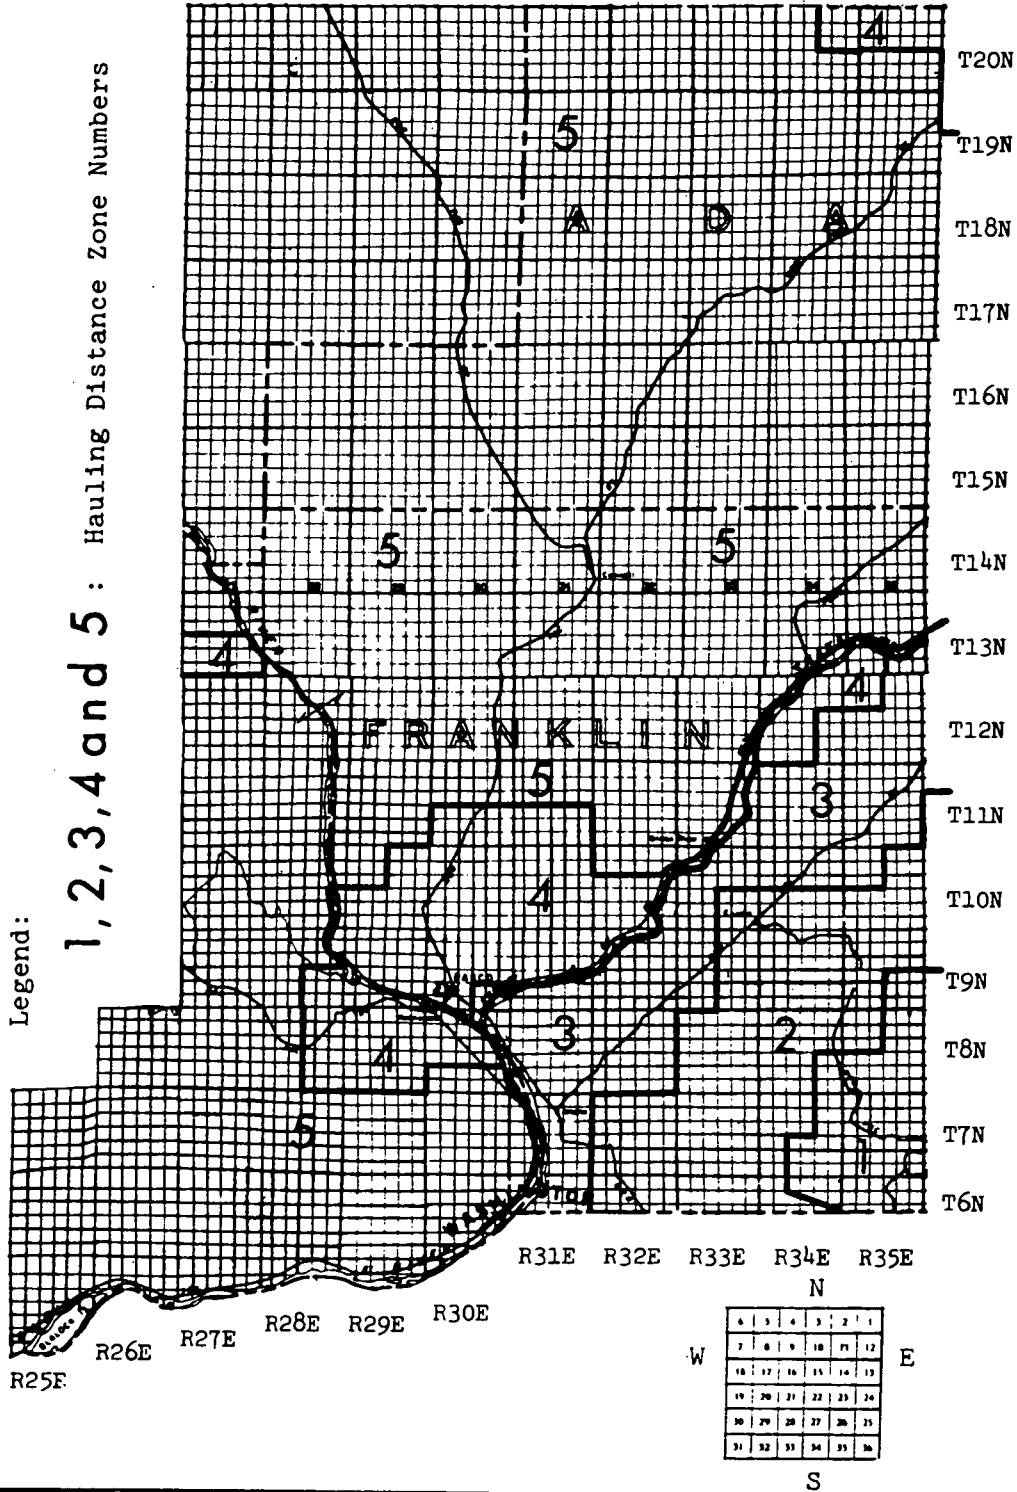 Legend:
1, 2, 3, 4 and 5: Hauling Distance Zone Numbers
4
T20N
5
T19N
A D A
T18N
T17N
T16N
T15N
5
5
T14N
4
T13N
4
FRANKLIN
T12N
5
3
T11N
4
T10N
T9N
3
2
4
T8N
5
T7N
WASHINGTON
T6N
R31E R32E R33E R34E R35E
R30E
R29E
R28E
R27E
R26E
R25E
N
W
E
S
6 5 4 3 2 1
7 8 9 10 11 12
18 17 16 15 14 13
19 20 21 22 23 24
30 29 28 27 26 25
31 32 33 34 35 36